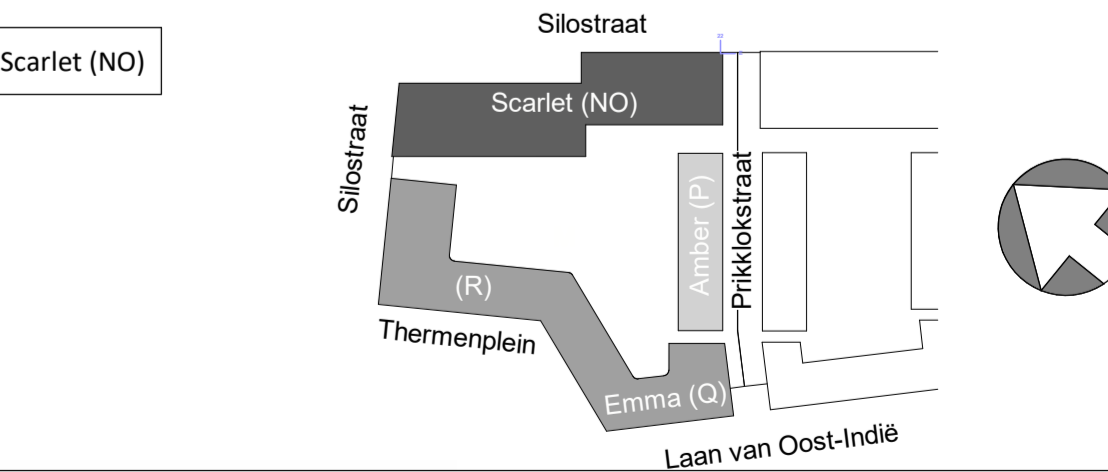 Scarlet (NO)
Silostraat
Scarlet (NO)
Silostraat
Amber (P)
Prikklokstraat
(R)
Thermenplein
Emma (Q)
Laan van Oost-Indië